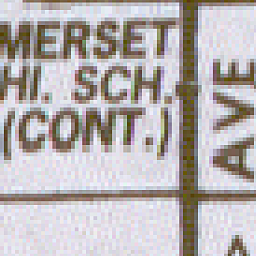 MERSET
HI. SCH.
(CONT.)
AVE